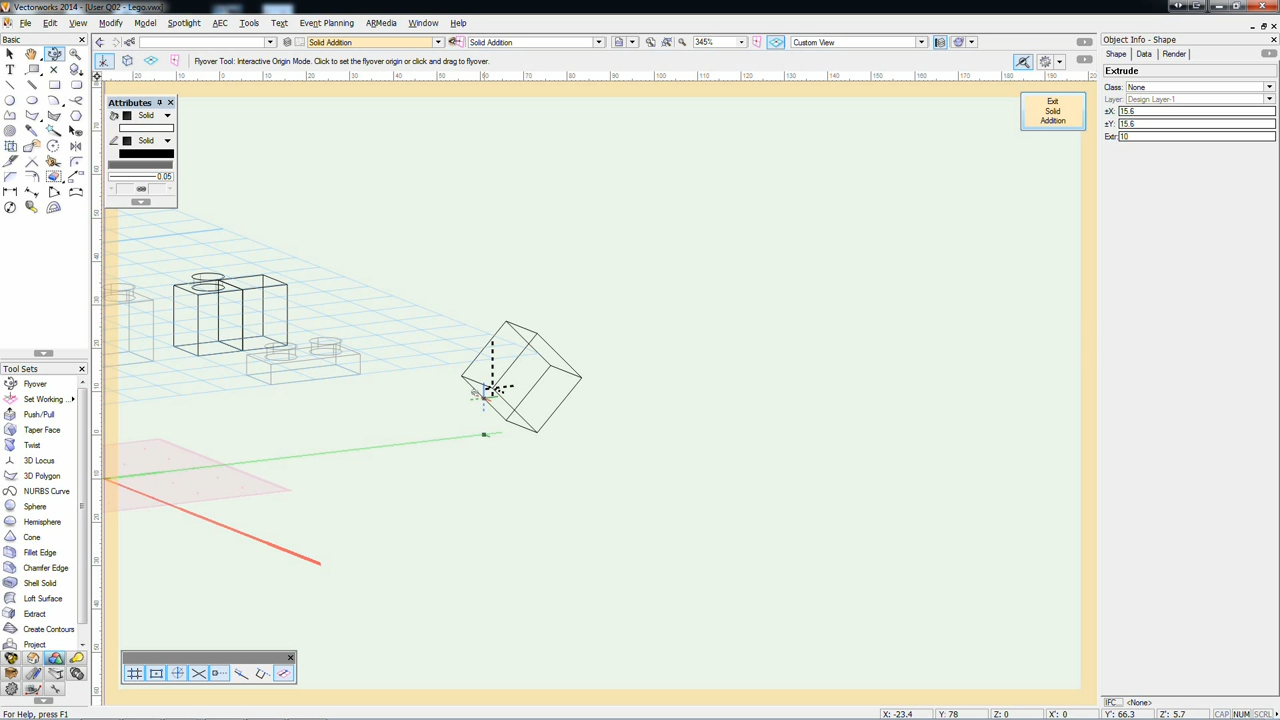 Vectorworks 2014 - [User Q02 - Lego.vwx]
File Edit View Modify Model Spotlight AEC Tools Text Event Planning ARMedia Window Help
Basic
Solid Addition
Solid Addition
345%
Custom View
Flyover Tool: Interactive Origin Mode. Click to set the flyover origin or click and drag to flyover.
Attributes
Solid
Solid
0.05
Exit
Solid
Addition
Tool Sets
Flyover
Set Working ..
Push/Pull
Taper Face
Twist
3D Locus
3D Polygon
NURBS Curve
Sphere
Hemisphere
Cone
Fillet Edge
Chamfer Edge
Shell Solid
Loft Surface
Extract
Create Contours
Project
Object Info - Shape
Shape Data Render
Extrude
Class: None
Layer: Design Layer-1
±X: 15.6
±Y: 15.6
Extr: 10
IFC <None>
For Help, press F1
X: -23.4 Y: 78 Z: 0 X': 0 Y': 66.3 Z': 5.7 CAP NUM SCRL